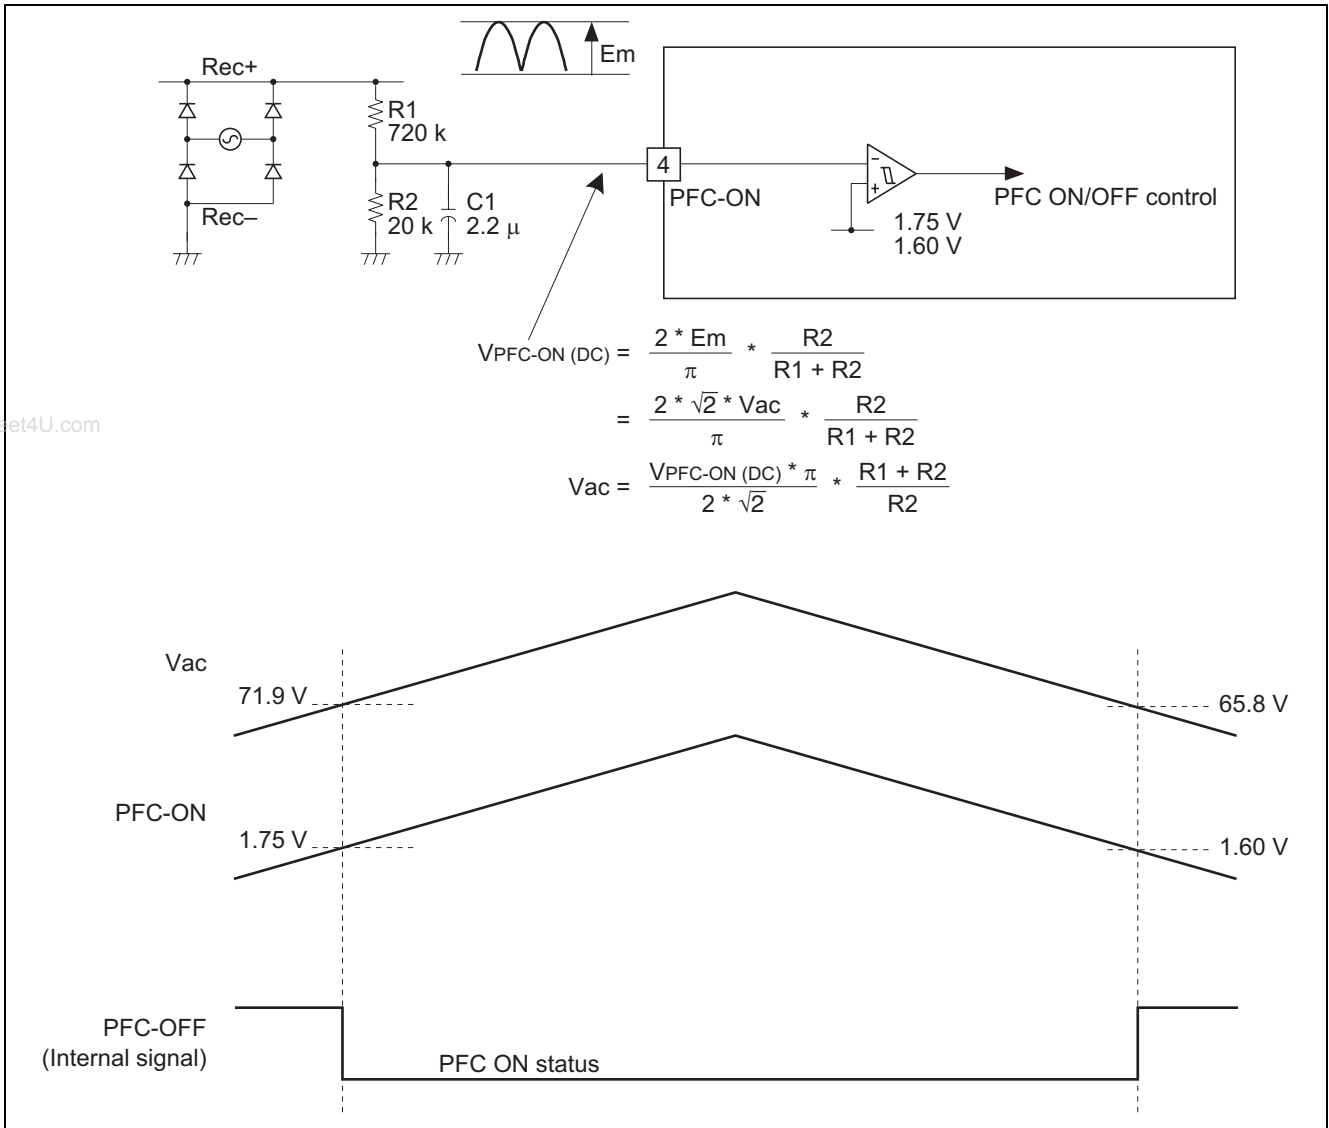 Em
Rec+
R1
720 k
4
PFC-ON
−
+
PFC ON/OFF control
Rec–
R2
20 k
C1
2.2 μ
1.75 V
1.60 V
VPFC-ON (DC) = 2 * Em / π * R2 / R1 + R2
= 2 * √2 * Vac / π * R2 / R1 + R2
et4U.com
Vac = VPFC-ON (DC) * π / 2 * √2 * R1 + R2 / R2
Vac
71.9 V
65.8 V
PFC-ON
1.75 V
1.60 V
PFC-OFF
(Internal signal)
PFC ON status